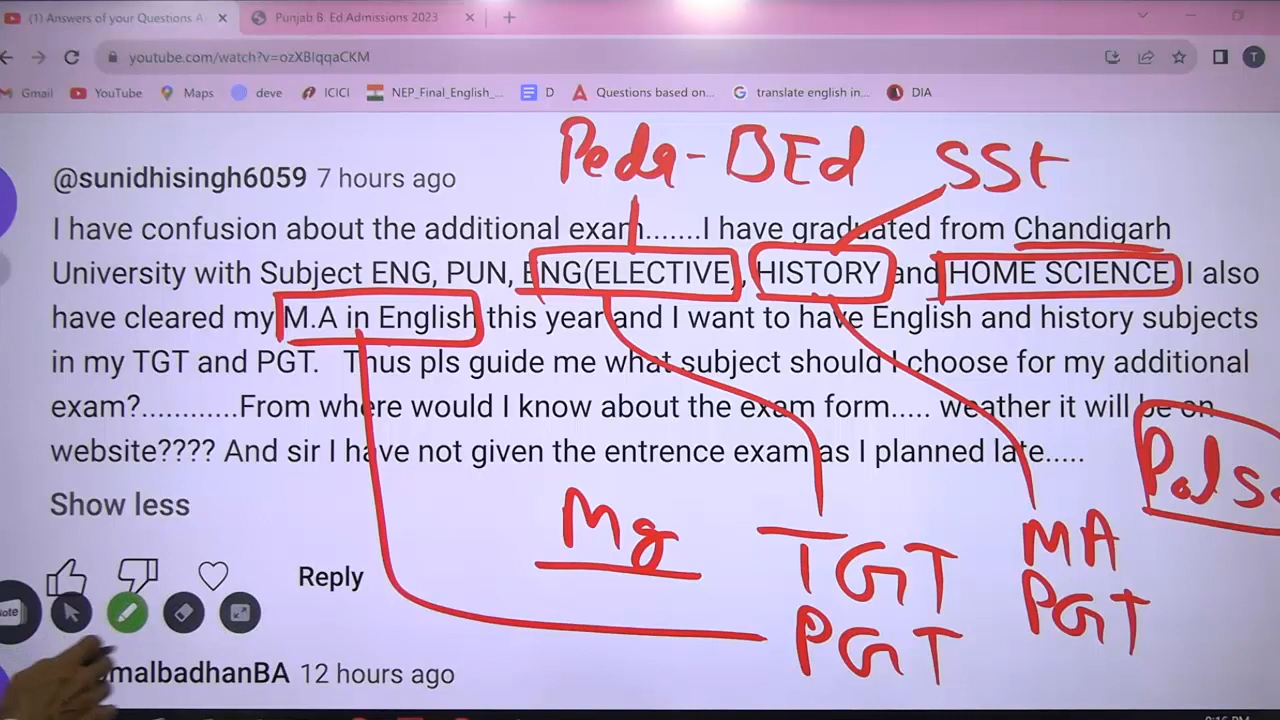 (1) Answers of your Questions A
Punjab B. Ed.Admissions 2023
youtube.com/watch?v=ozXBIqqaCKM
T
Gmail
YouTube
Maps
deve
ICICI
NEP_Final_English_...
D
Questions based on...
translate english in...
DIA
Peda-BEd
SSt
@sunidhisingh6059 7 hours ago
I have confusion about the additional exam.......I have graduated from Chandigarh
University with Subject ENG, PUN, ENG(ELECTIVE), HISTORY and HOME SCIENCE. I also
have cleared my M.A in English this year and I want to have English and history subjects
in my TGT and PGT. Thus pls guide me what subject should I choose for my additional
exam?............From where would I know about the exam form..... weather it will be on
website???? And sir I have not given the entrence exam as I planned late.....
Show less
Pol
TGT
MA
PGT
PGT
Reply
Note
malbadhanBA 12 hours ago